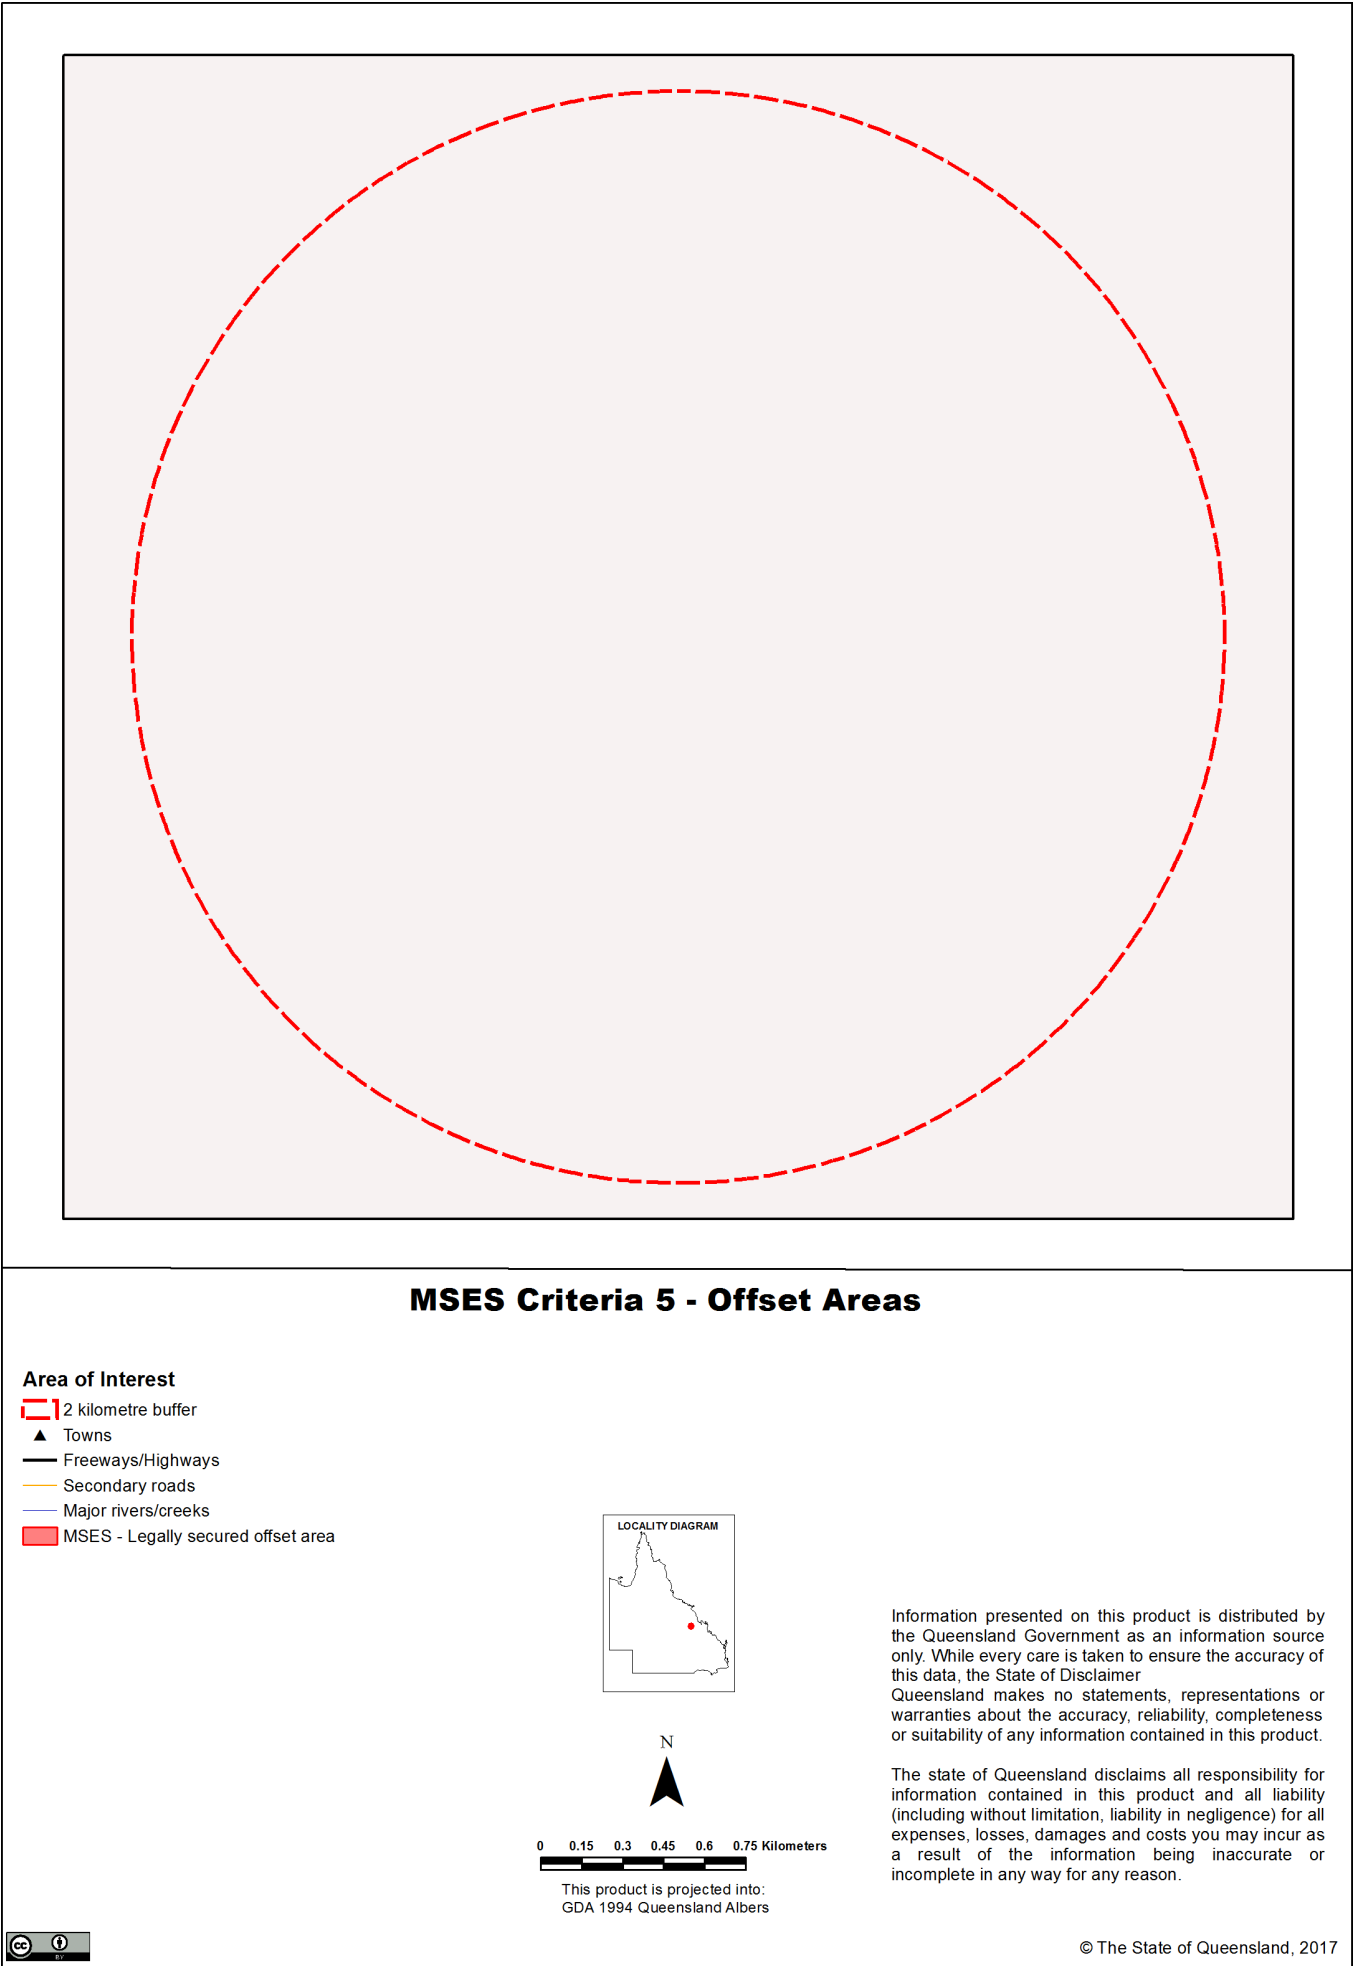 MSES Criteria 5 - Offset Areas
Area of Interest
2 kilometre buffer
Towns
Freeways/Highways
Secondary roads
Major rivers/creeks
MSES - Legally secured offset area
LOCALITY DIAGRAM
N
0 0.15 0.3 0.45 0.6 0.75 Kilometers
This product is projected into:
GDA 1994 Queensland Albers
Information presented on this product is distributed by
the Queensland Government as an information source
only. While every care is taken to ensure the accuracy of
this data, the State of Disclaimer
Queensland makes no statements, representations or
warranties about the accuracy, reliability, completeness
or suitability of any information contained in this product.
The state of Queensland disclaims all responsibility for
information contained in this product and all liability
(including without limitation, liability in negligence) for all
expenses, losses, damages and costs you may incur as
a result of the information being inaccurate or
incomplete in any way for any reason.
cc
BY
© The State of Queensland, 2017